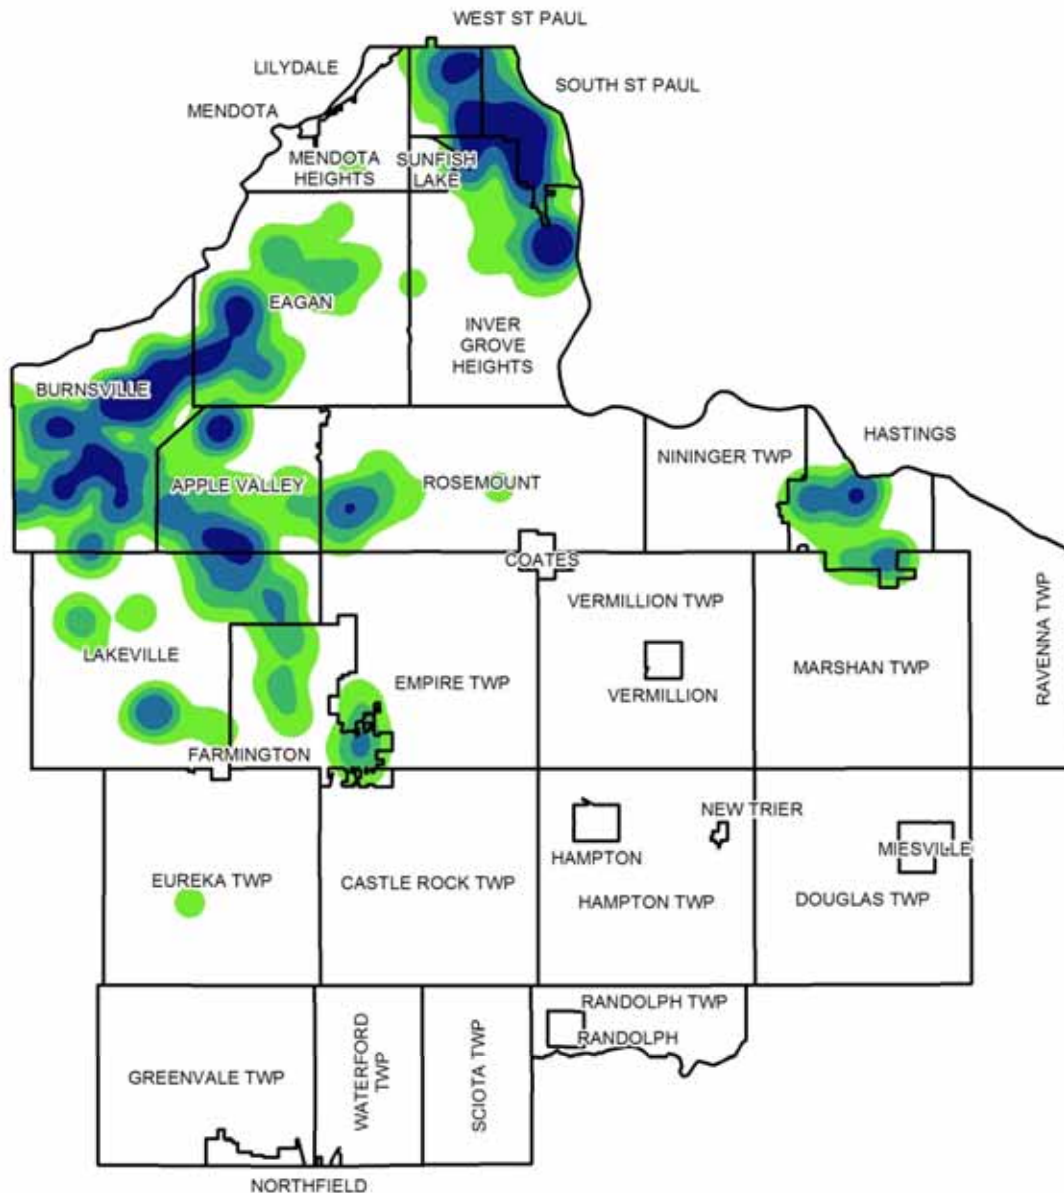 WEST ST PAUL
LILYDALE
SOUTH ST PAUL
MENDOTA
MENDOTA
HEIGHTS
SUNFISH
LAKE
EAGAN
INVER
GROVE
HEIGHTS
BURNSVILLE
HASTINGS
NININGER TWP
APPLE VALLEY
ROSEMOUNT
COATES
VERMILLION TWP
RAVENNA TWP
LAKEVILLE
MARSHAN TWP
EMPIRE TWP
VERMILLION
FARMINGTON
NEW TRIER
HAMPTON
MIESVILLE
EUREKA TWP
CASTLE ROCK TWP
HAMPTON TWP
DOUGLAS TWP
RANDOLPH TWP
RANDOLPH
GREENVALE TWP
WATERFORD
TWP
SCIOTA TWP
NORTHFIELD